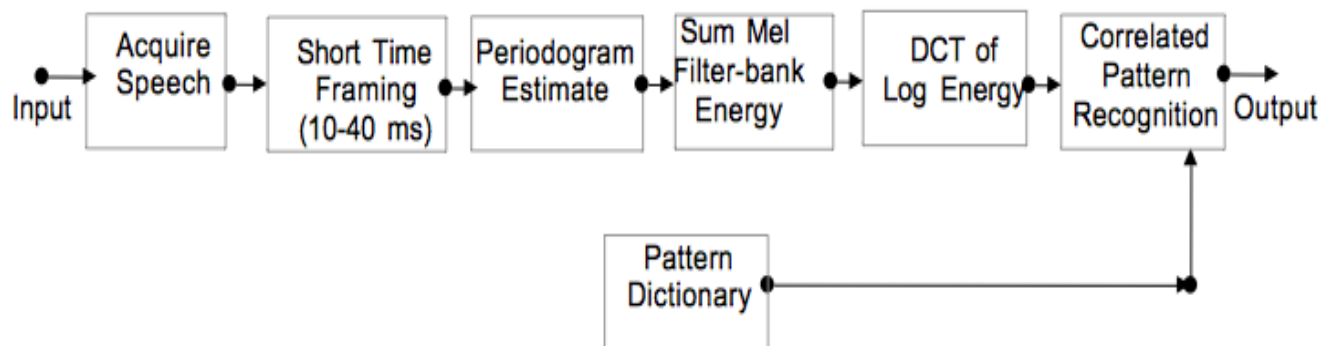 Input
Acquire
Speech
Short Time
Framing
(10-40 ms)
Periodogram
Estimate
Sum Mel
Filter-bank
Energy
DCT of
Log Energy
Correlated
Pattern
Recognition
Output
Pattern
Dictionary